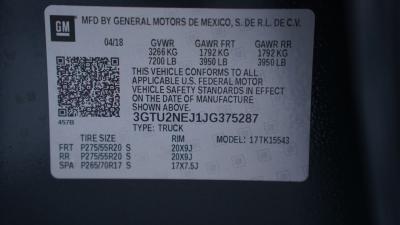 GM
MFD BY GENERAL MOTORS DE MEXICO, S. DE R.L. DE C.V.
04/18 GVWR GAWR FRT GAWR RR
3266 KG 1792 KG 1792 KG
7200 LB 3950 LB 3950 LB
THIS VEHICLE CONFORMS TO ALL
APPLICABLE U.S. FEDERAL MOTOR
VEHICLE SAFETY STANDARDS IN
EFFECT ON THE DATE OF MANUFACTURE
SHOWN ABOVE.
3GTU2NEJ1JG375287
457B TYPE: TRUCK
TIRE SIZE RIM MODEL: 17TK15543
FRT P275/55R20 S 20X9J
RR P275/55R20 S 20X9J
SPA P265/70R17 S 17X7.5J